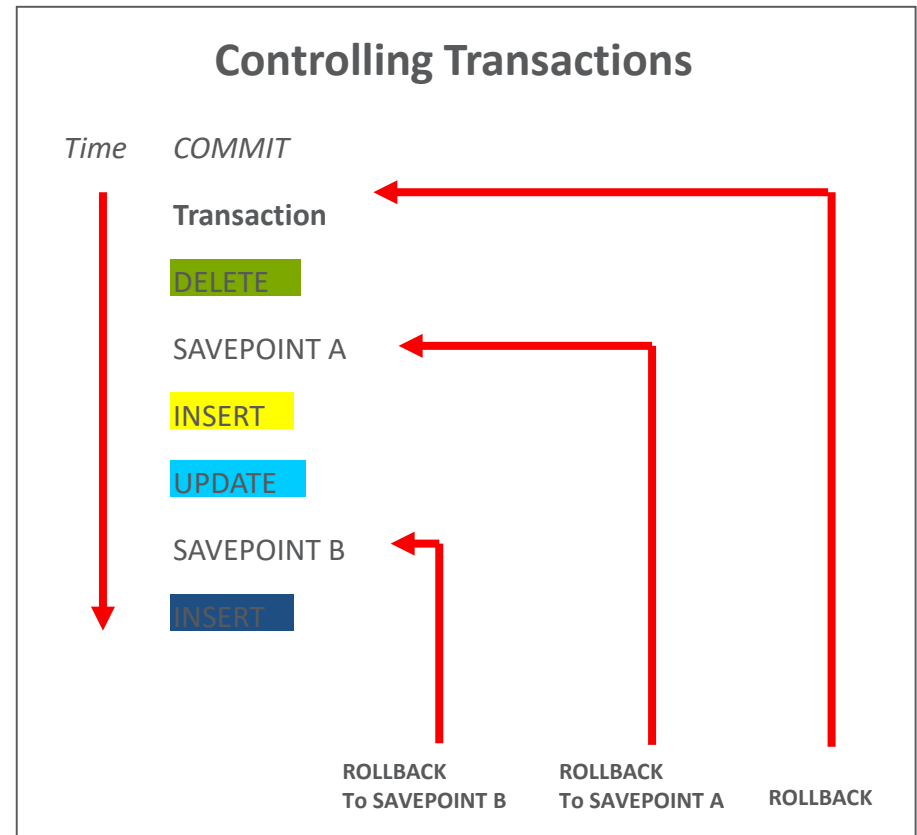 Controlling Transactions
Time COMMIT
Transaction
DELETE
SAVEPOINT A
INSERT
UPDATE
SAVEPOINT B
INSERT
ROLLBACK
To SAVEPOINT B
ROLLBACK
To SAVEPOINT A
ROLLBACK